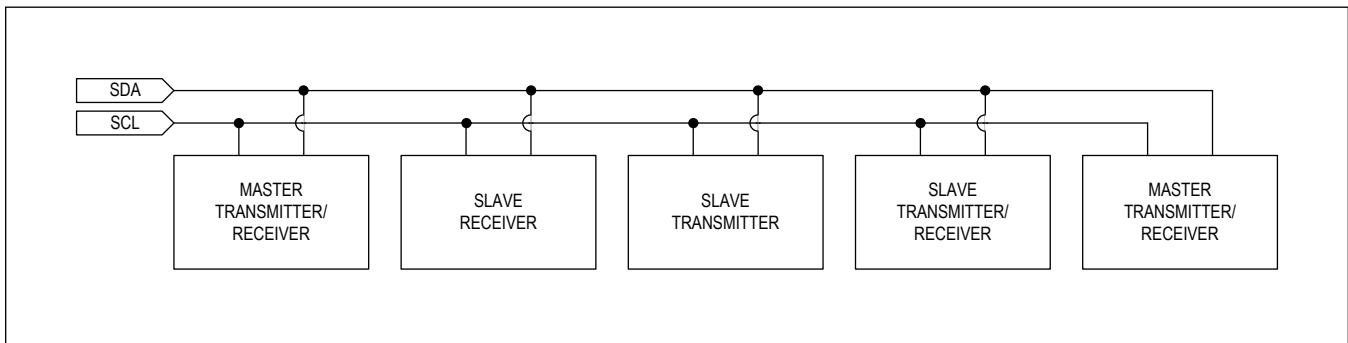 SDA
SCL
MASTER
TRANSMITTER/
RECEIVER
SLAVE
RECEIVER
SLAVE
TRANSMITTER
SLAVE
TRANSMITTER/
RECEIVER
MASTER
TRANSMITTER/
RECEIVER